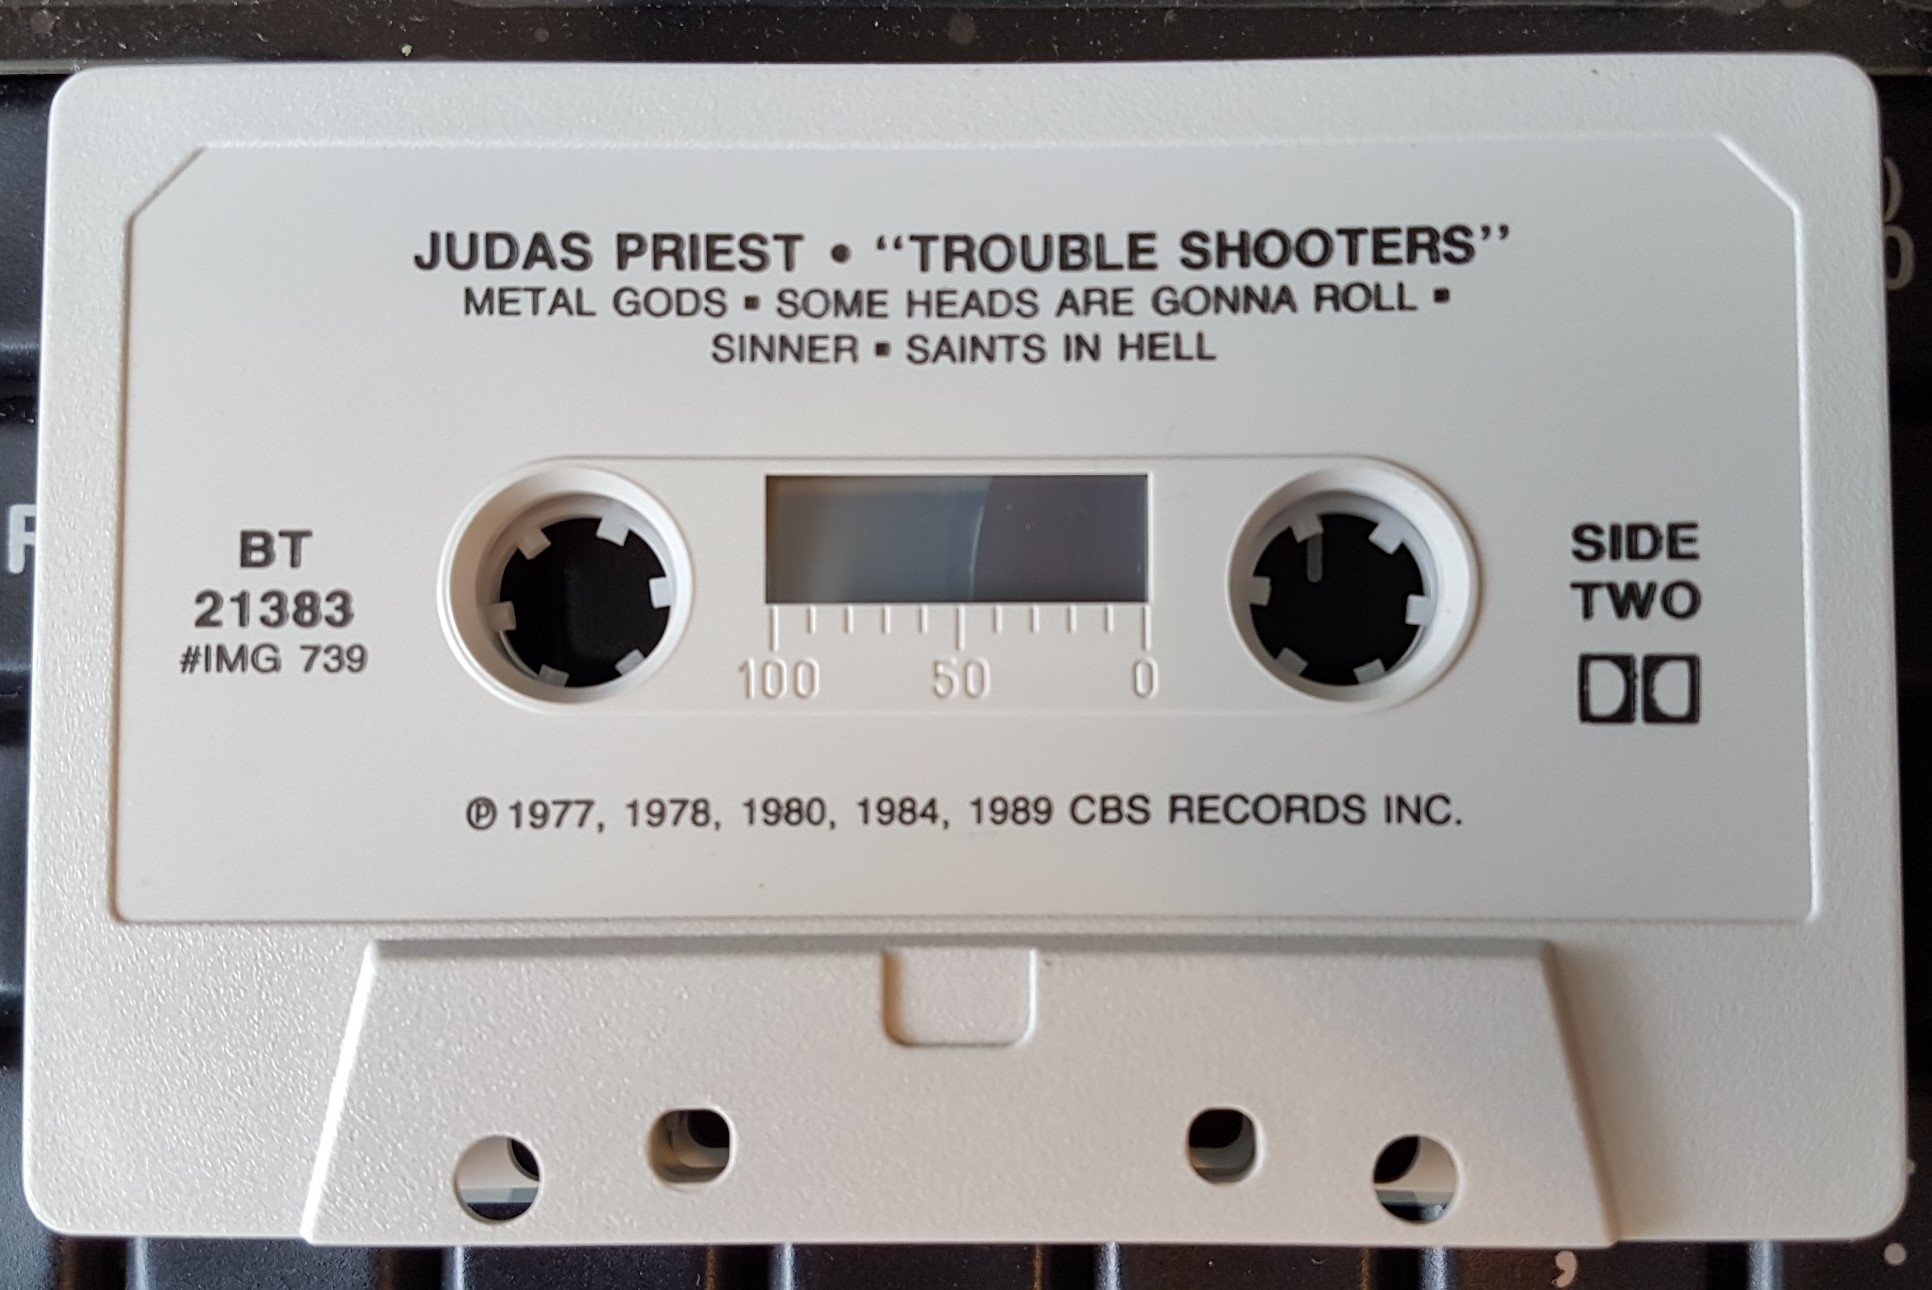 JUDAS PRIEST • “TROUBLE SHOOTERS”
METAL GODS ▪ SOME HEADS ARE GONNA ROLL ▪
SINNER ▪ SAINTS IN HELL
BT
21383
#IMG 739
100 50 0
SIDE
TWO
℗ 1977, 1978, 1980, 1984, 1989 CBS RECORDS INC.